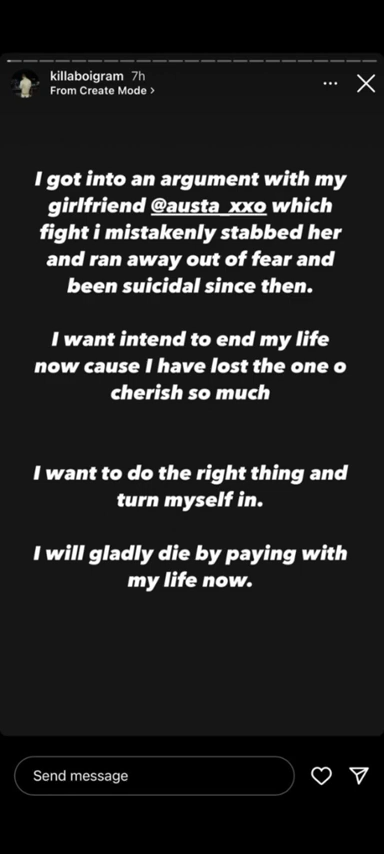 killaboigram 7h
From Create Mode >
I got into an argument with my
girlfriend @austa_xxo which
fight i mistakenly stabbed her
and ran away out of fear and
been suicidal since then.
I want intend to end my life
now cause I have lost the one o
cherish so much
I want to do the right thing and
turn myself in.
I will gladly die by paying with
my life now.
Send message